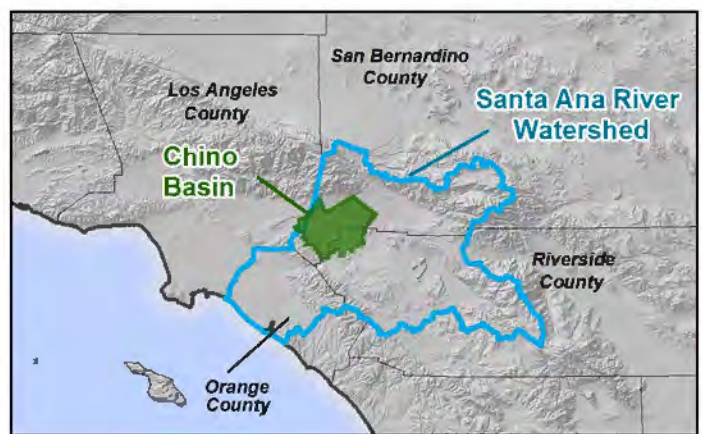 San Bernardino
County
Los Angeles
County
Santa Ana River
Watershed
Chino
Basin
Riverside
County
Orange
County